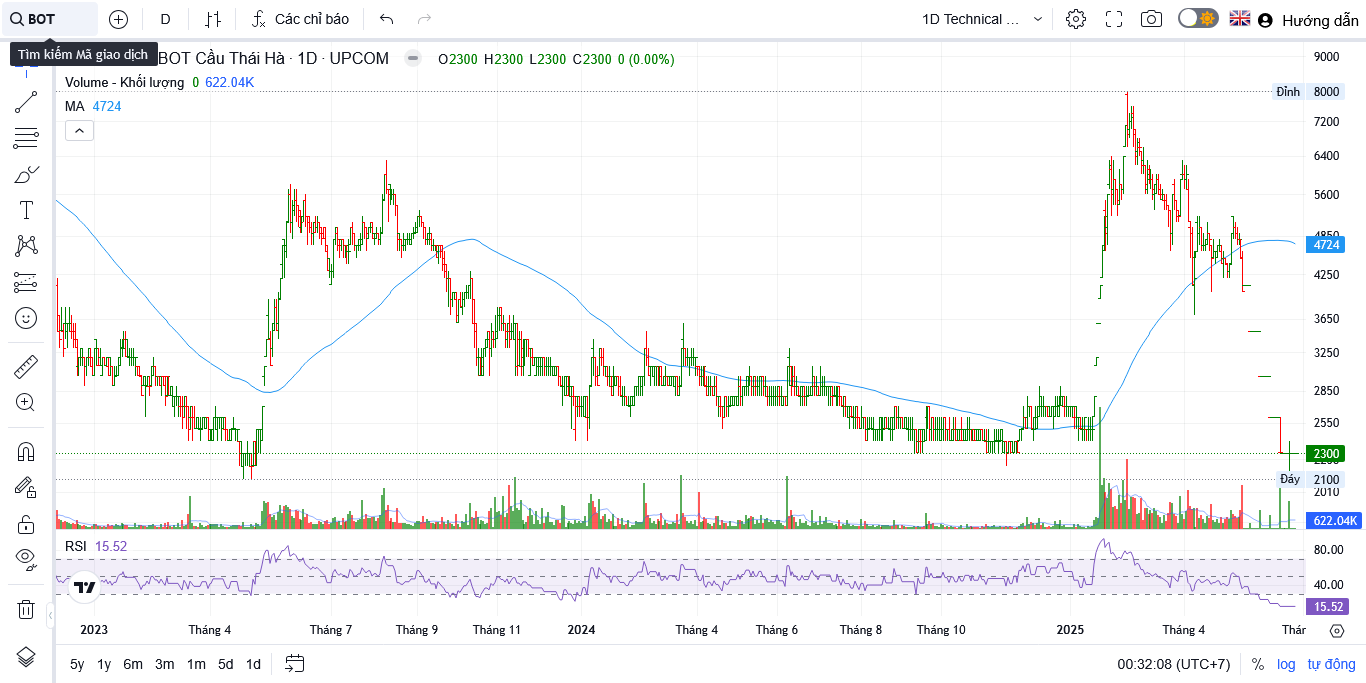 BOT D Các chỉ báo 1D Technical ... Hướng dẫn
Tìm kiếm Mã giao dịch
BOT Cầu Thái Hà · 1D · UPCOM O2300 H2300 L2300 C2300 0 (0.00%)
Volume - Khối lượng 0 622.04K
MA 4724
9000
Đỉnh 8000
7200
6400
5600
4850
4724
4250
3650
3250
2850
2550
2300
2200
Đáy 2100
2010
622.04K
RSI 15.52
80.00
40.00
15.52
2023 Tháng 4 Tháng 7 Tháng 9 Tháng 11 2024 Tháng 4 Tháng 6 Tháng 8 Tháng 10 2025 Tháng 4 Thár
5y 1y 6m 3m 1m 5d 1d 00:32:08 (UTC+7) % log tự động